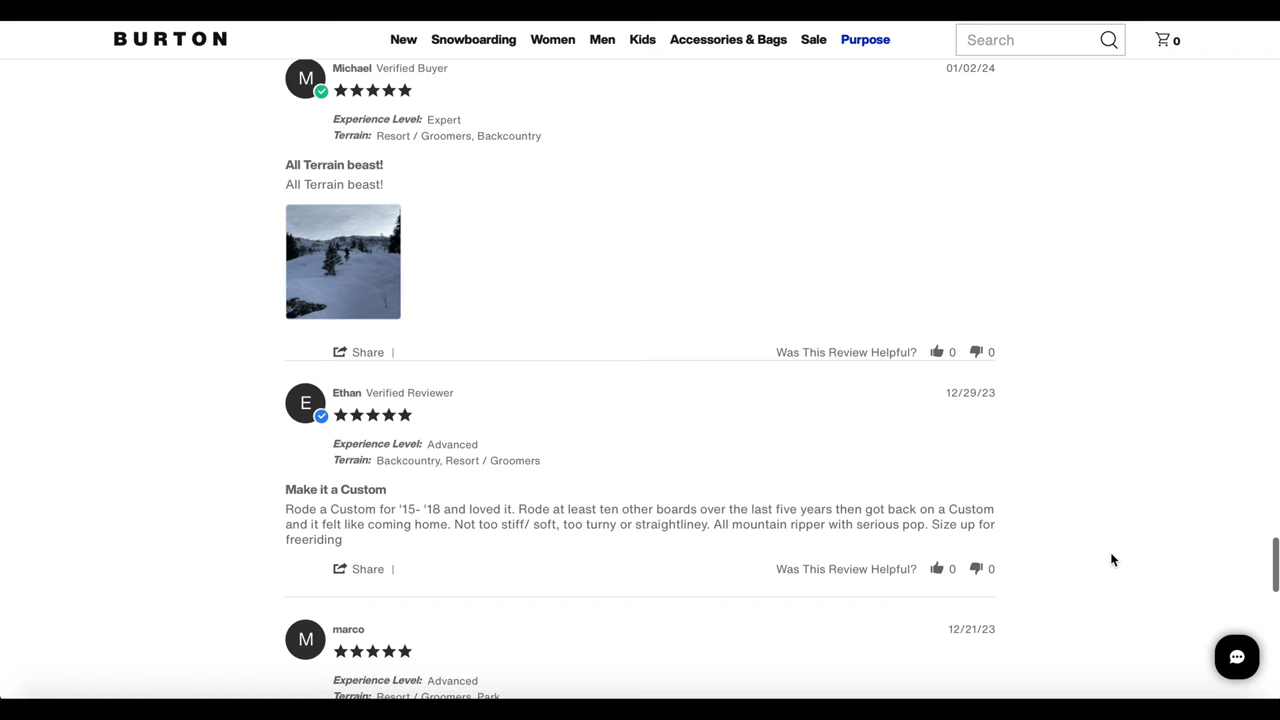 BURTON
New Snowboarding Women Men Kids Accessories & Bags Sale Purpose
Search
0
M
Michael Verified Buyer
01/02/24
Experience Level: Expert
Terrain: Resort / Groomers, Backcountry
All Terrain beast!
All Terrain beast!
Share |
Was This Review Helpful? 0 0
E
Ethan Verified Reviewer
12/29/23
Experience Level: Advanced
Terrain: Backcountry, Resort / Groomers
Make it a Custom
Rode a Custom for '15- '18 and loved it. Rode at least ten other boards over the last five years then got back on a Custom
and it felt like coming home. Not too stiff/ soft, too turny or straightliney. All mountain ripper with serious pop. Size up for
freeriding
Share |
Was This Review Helpful? 0 0
M
marco
12/21/23
Experience Level: Advanced
Terrain: Resort / Groomers, Park